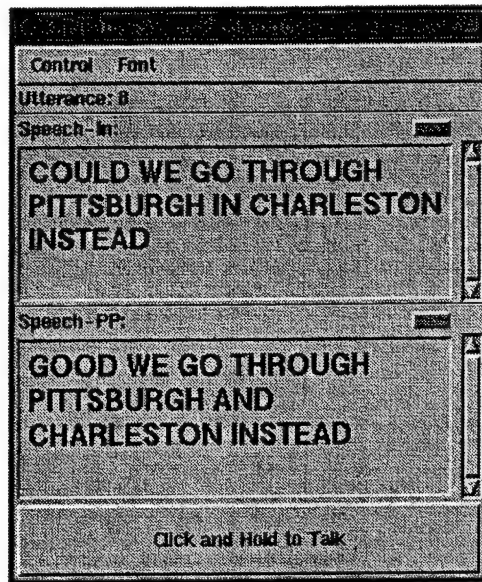 Control Font
Utterance: 8
Speech-In:
COULD WE GO THROUGH
PITTSBURGH IN CHARLESTON
INSTEAD
Speech-PP:
GOOD WE GO THROUGH
PITTSBURGH AND
CHARLESTON INSTEAD
Click and Hold to Talk